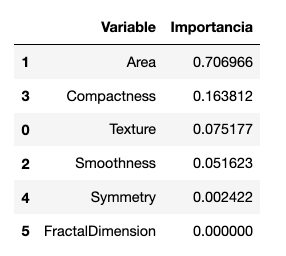 Variable Importancia
1 Area 0.706966
3 Compactness 0.163812
0 Texture 0.075177
2 Smoothness 0.051623
4 Symmetry 0.002422
5 FractalDimension 0.000000